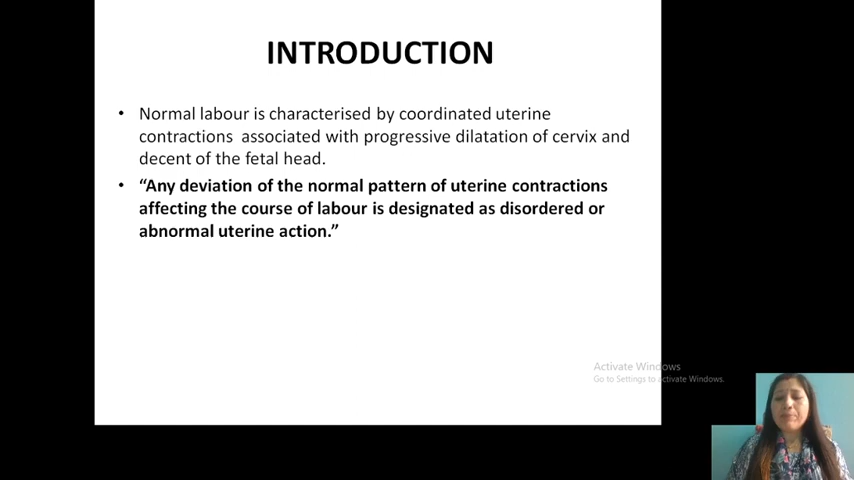 INTRODUCTION
• Normal labour is characterised by coordinated uterine
contractions associated with progressive dilatation of cervix and
decent of the fetal head.
• “Any deviation of the normal pattern of uterine contractions
affecting the course of labour is designated as disordered or
abnormal uterine action.”
Activate Windows
Go to Settings to activate Windows.